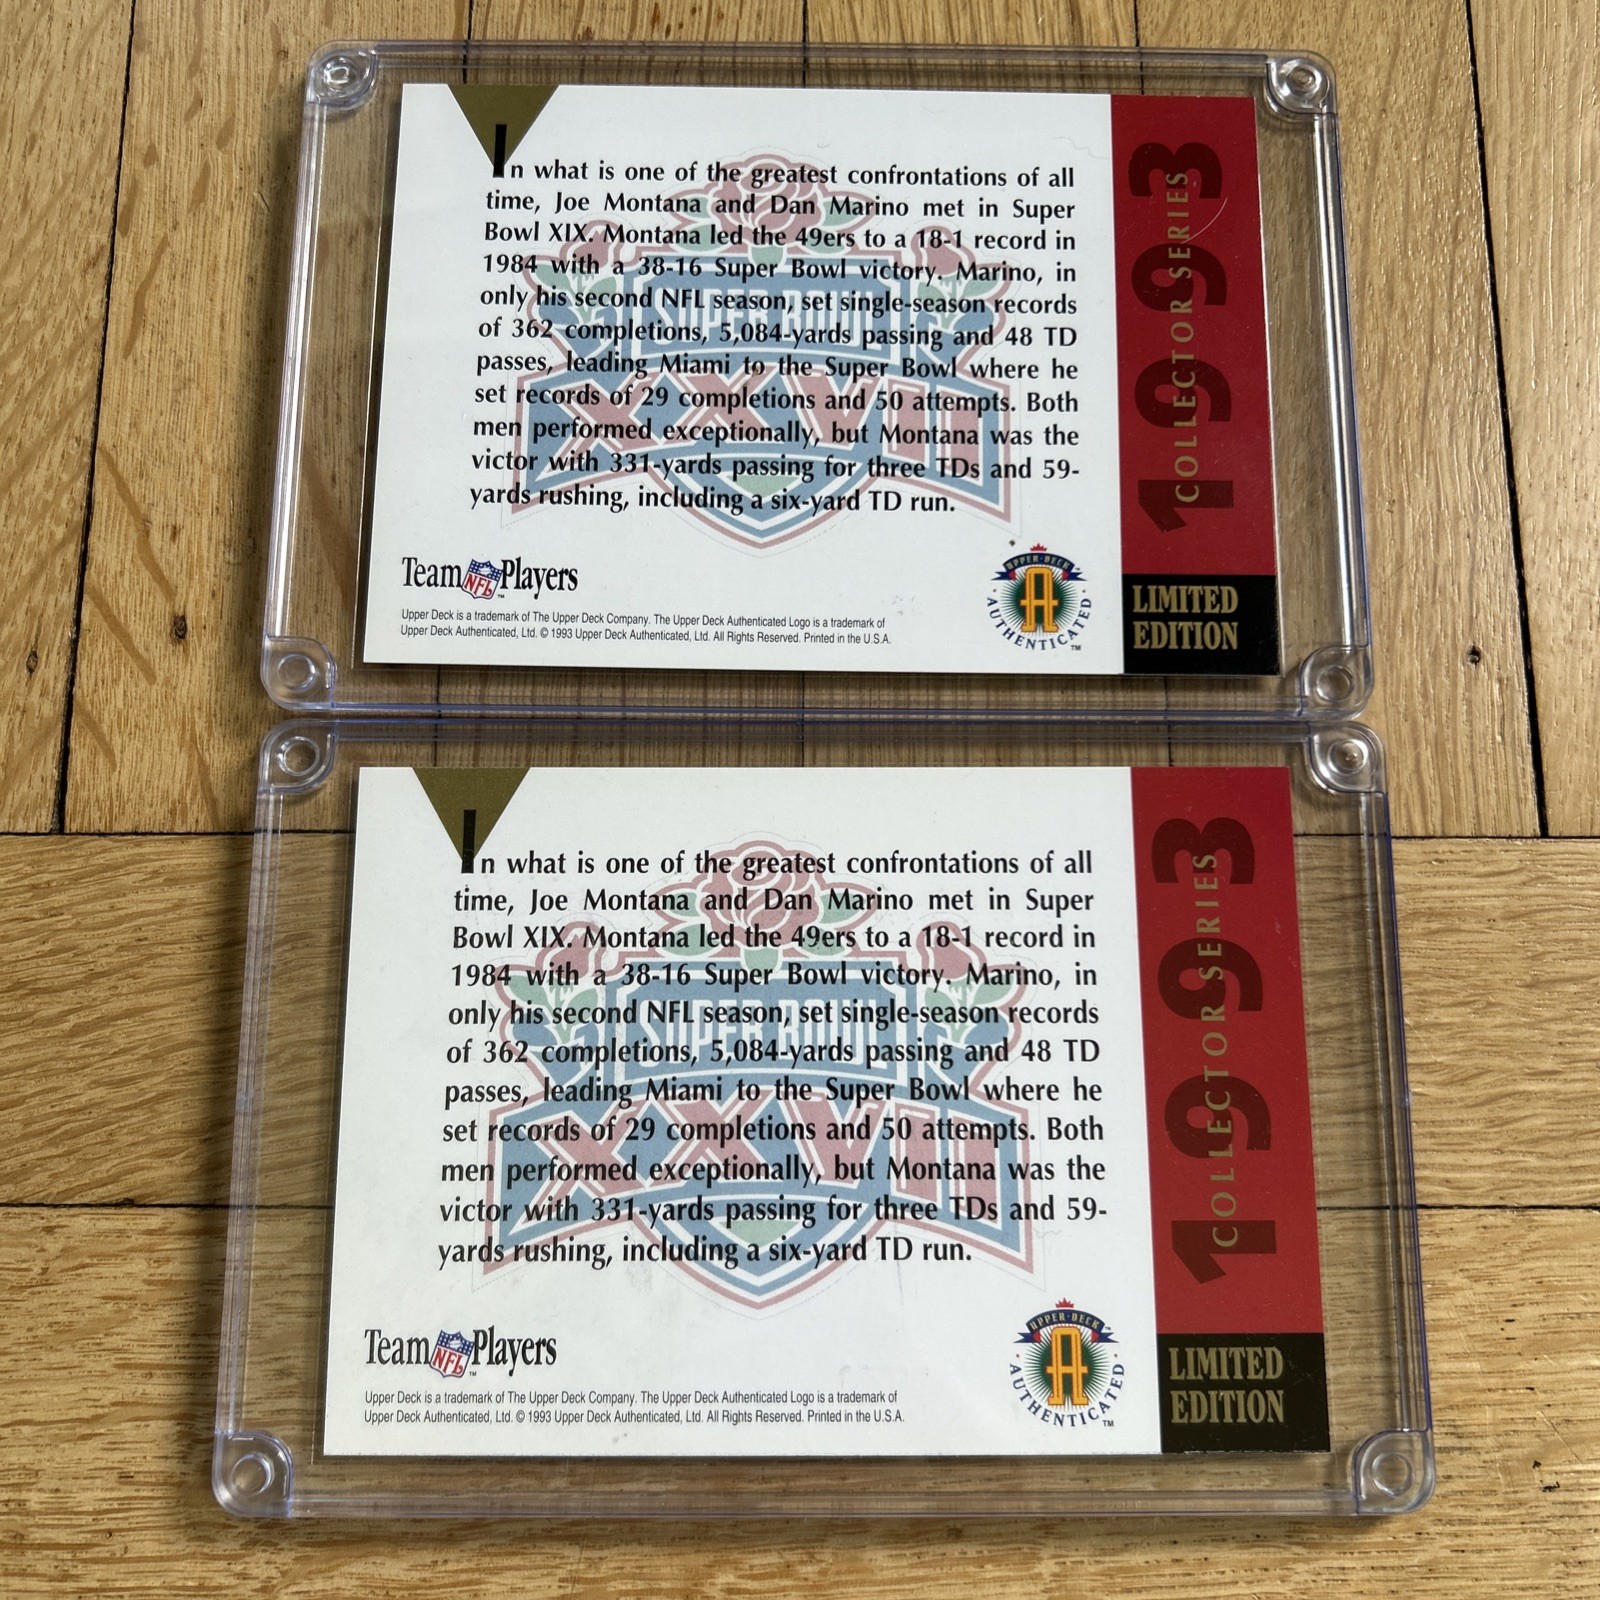 In what is one of the greatest confrontations of all
time, Joe Montana and Dan Marino met in Super
Bowl XIX. Montana led the 49ers to a 18-1 record in
1984 with a 38-16 Super Bowl victory. Marino, in
only his second NFL season, set single-season records
of 362 completions, 5,084-yards passing and 48 TD
passes, leading Miami to the Super Bowl where he
set records of 29 completions and 50 attempts. Both
men performed exceptionally, but Montana was the
victor with 331-yards passing for three TDs and 59-
yards rushing, including a six-yard TD run.
SUPER BOWL
XXVII
Team NFL Players
™
Upper Deck is a trademark of The Upper Deck Company. The Upper Deck Authenticated Logo is a trademark of
Upper Deck Authenticated, Ltd. © 1993 Upper Deck Authenticated, Ltd. All Rights Reserved. Printed in the U.S.A.
UPPER DECK
A
AUTHENTICATED ™
1993
COLLECTOR SERIES
LIMITED
EDITION
In what is one of the greatest confrontations of all
time, Joe Montana and Dan Marino met in Super
Bowl XIX. Montana led the 49ers to a 18-1 record in
1984 with a 38-16 Super Bowl victory. Marino, in
only his second NFL season, set single-season records
of 362 completions, 5,084-yards passing and 48 TD
passes, leading Miami to the Super Bowl where he
set records of 29 completions and 50 attempts. Both
men performed exceptionally, but Montana was the
victor with 331-yards passing for three TDs and 59-
yards rushing, including a six-yard TD run.
SUPER BOWL
XXVII
Team NFL Players
™
Upper Deck is a trademark of The Upper Deck Company. The Upper Deck Authenticated Logo is a trademark of
Upper Deck Authenticated, Ltd. © 1993 Upper Deck Authenticated, Ltd. All Rights Reserved. Printed in the U.S.A.
UPPER DECK
A
AUTHENTICATED ™
1993
COLLECTOR SERIES
LIMITED
EDITION